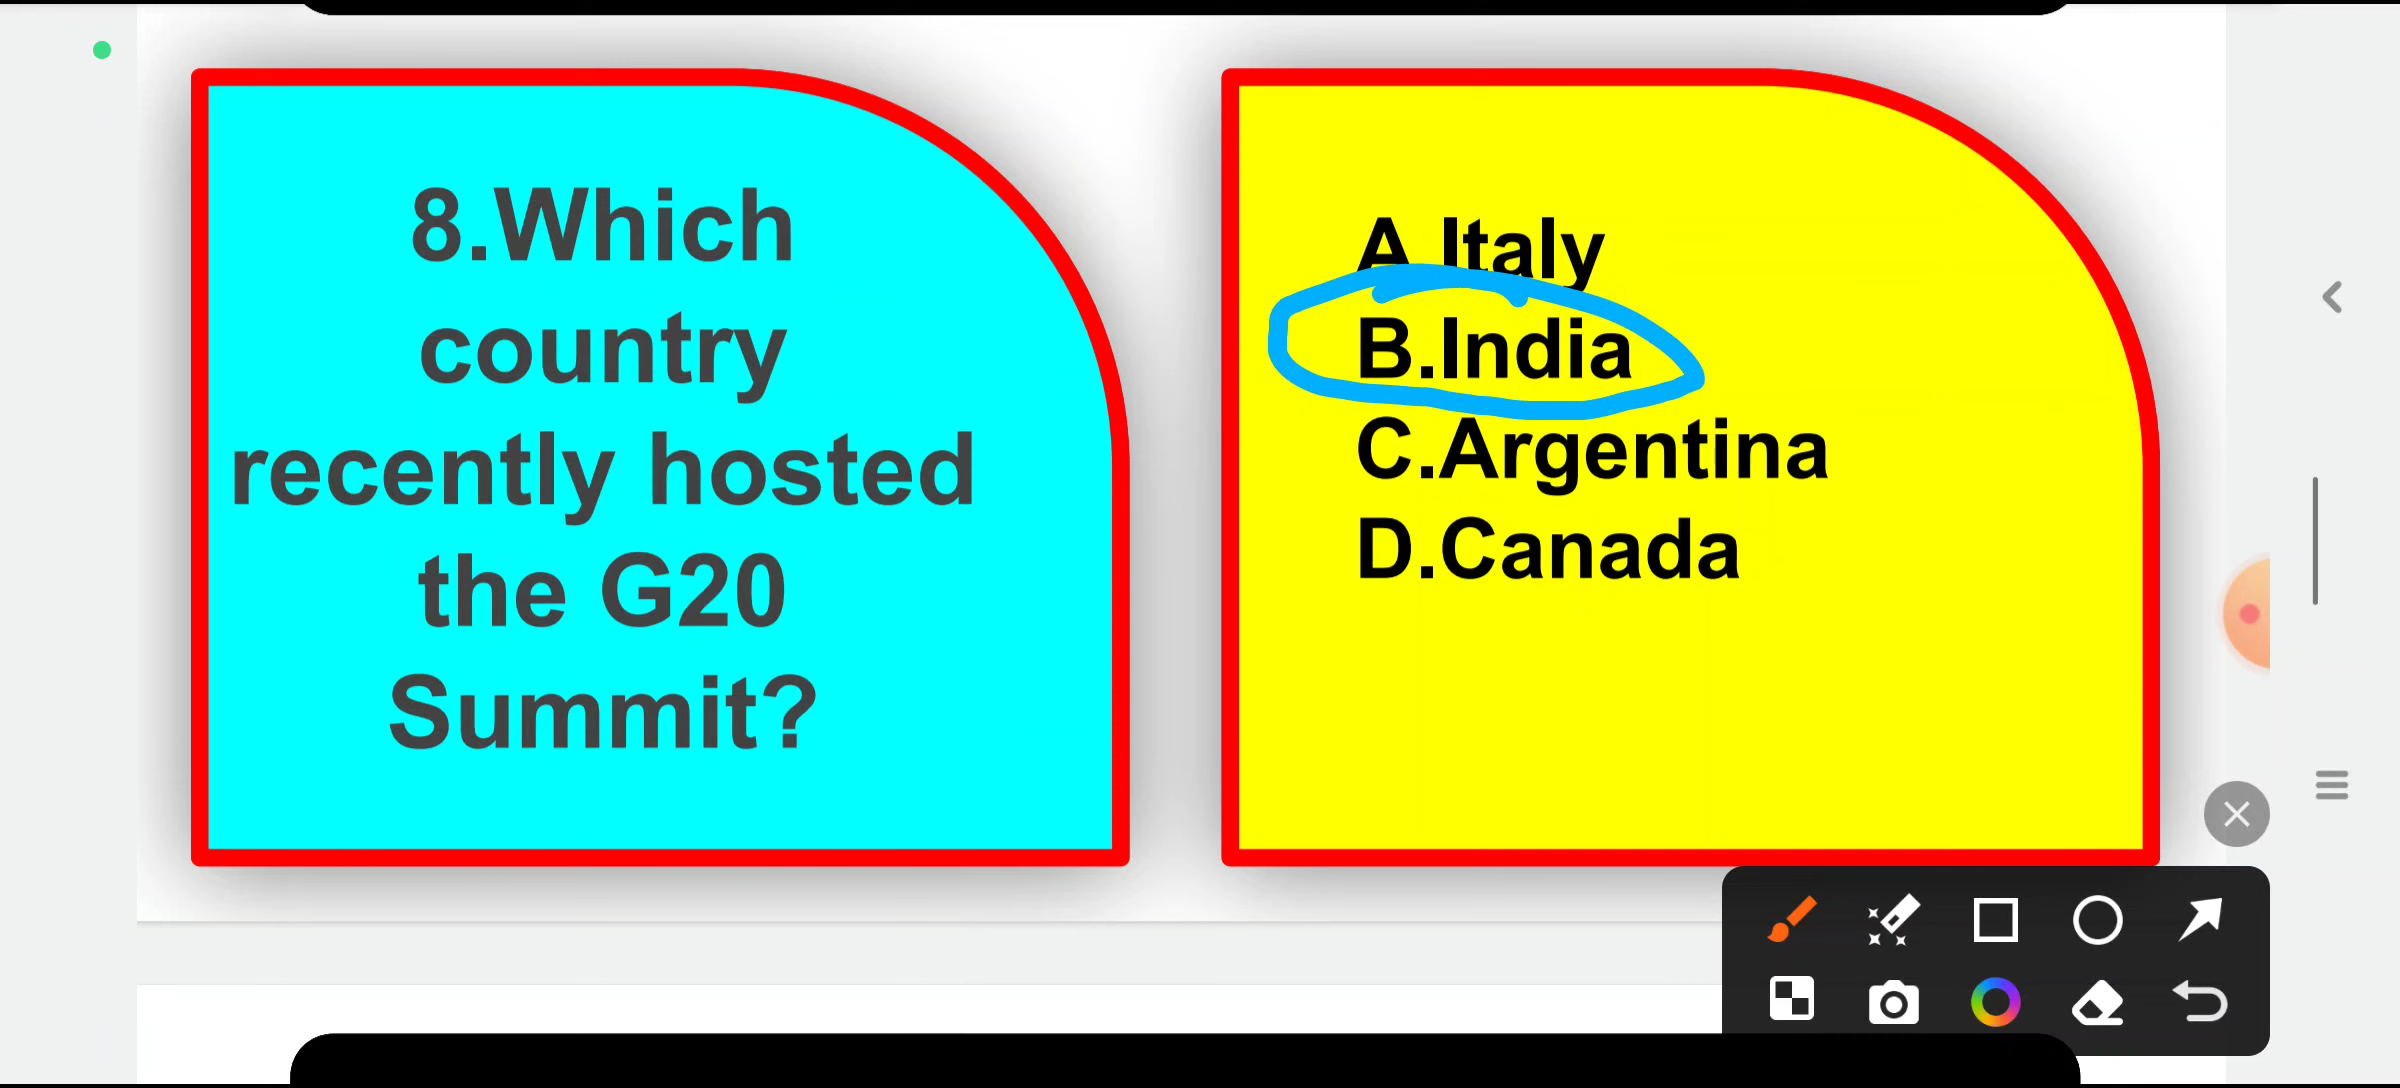 8.Which
country
recently hosted
the G20
Summit?
A.Italy
B.India
C.Argentina
D.Canada